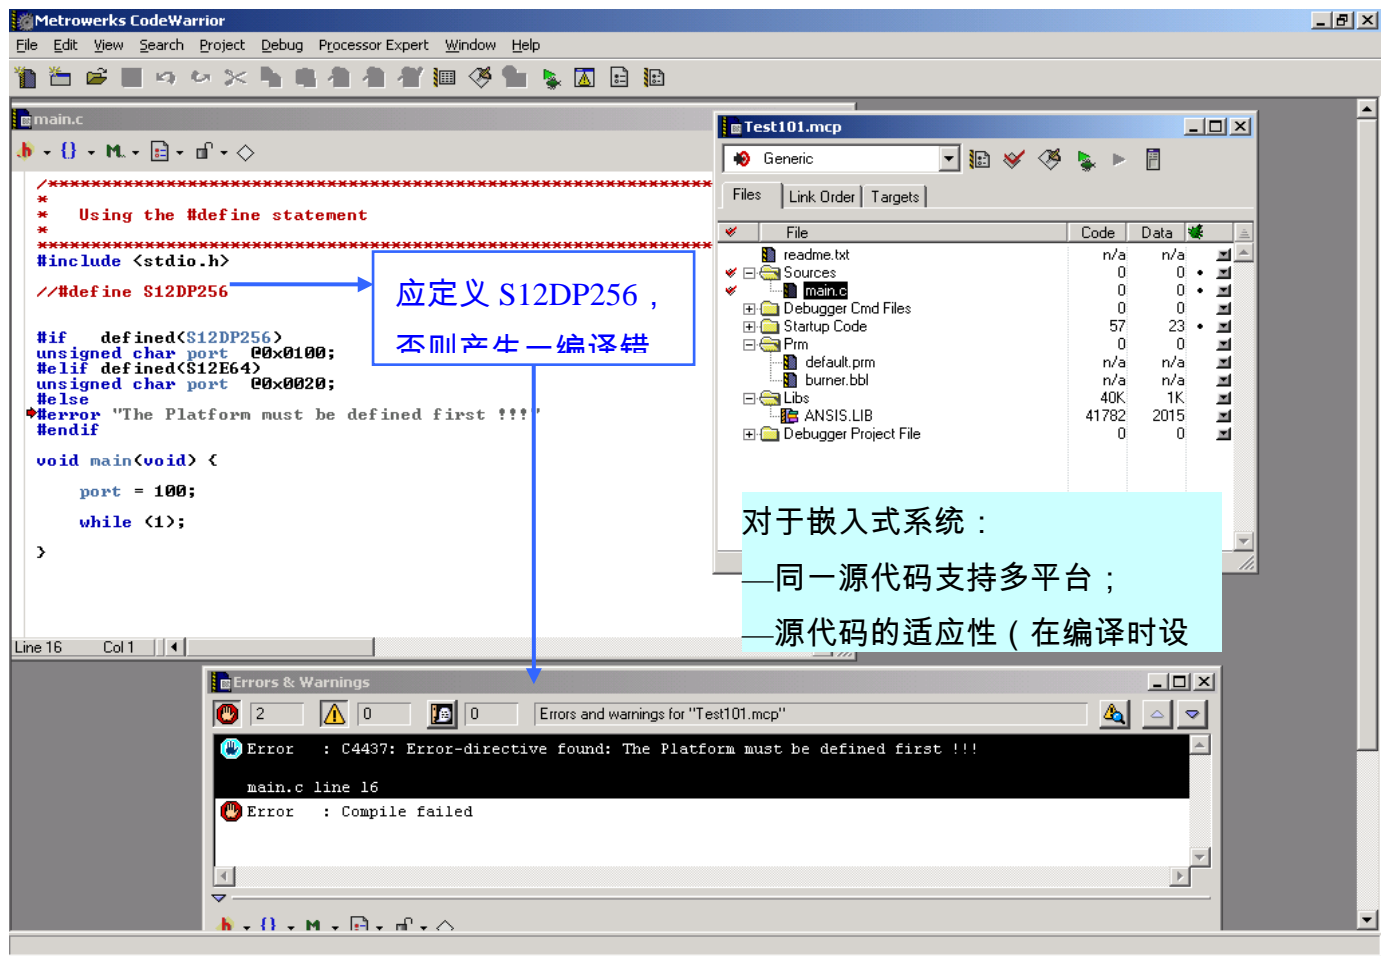 Metrowerks CodeWarrior
File Edit View Search Project Debug Processor Expert Window Help
main.c
/*************************************************************
*
* Using the #define statement
*
**************************************************************
#include <stdio.h>
//#define S12DP256
#if defined(S12DP256)
unsigned char port @0x0100;
#elif defined(S12E64)
unsigned char port @0x0020;
#else
#error "The Platform must be defined first !!!"
#endif
void main(void) {
port = 100;
while (1);
}
Line 16 Col 1
应定义 S12DP256，
否则产生一编译错
Test101.mcp
Generic
Files Link Order Targets
File Code Data
readme.txt n/a n/a
Sources 0 0
main.c 0 0
Debugger Cmd Files 0 0
Startup Code 57 23
Prm 0 0
default.prm n/a n/a
burner.bbl n/a n/a
Libs 40K 1K
ANSIS.LIB 41782 2015
Debugger Project File 0 0
对于嵌入式系统：
—同一源代码支持多平台；
—源代码的适应性（在编译时设
Errors & Warnings
2 0 0 Errors and warnings for "Test101.mcp"
Error : C4437: Error-directive found: The Platform must be defined first !!!
main.c line 16
Error : Compile failed